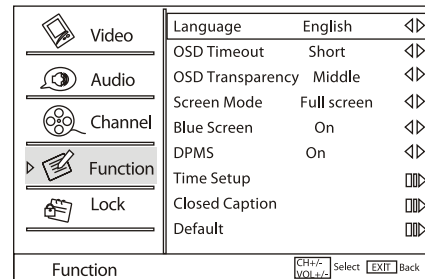 Video
Audio
Channel
Function
Lock
Language English
OSD Timeout Short
OSD Transparency Middle
Screen Mode Full screen
Blue Screen On
DPMS On
Time Setup
Closed Caption
Default
Function
CH+/- VOL+/- Select EXIT Back